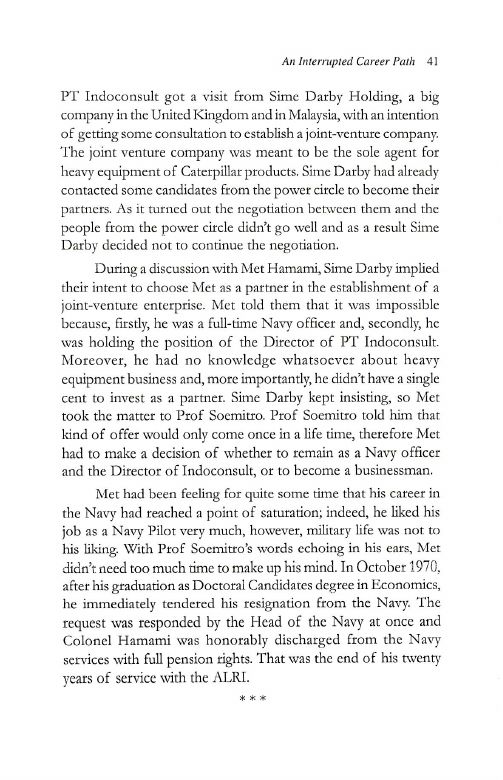 An Interrupted Career Path 41
PT Indoconsult got a visit from Sime Darby Holding, a big
company in the United Kingdom and in Malaysia, with an intention
of getting some consultation to establish a joint-venture company.
The joint venture company was meant to be the sole agent for
heavy equipment of Caterpillar products. Sime Darby had already
contacted some candidates from the power circle to become their
partners. As it turned out the negotiation between them and the
people from the power circle didn't go well and as a result Sime
Darby decided not to continue the negotiation.
During a discussion with Met Hamami, Sime Darby implied
their intent to choose Met as a partner in the establishment of a
joint-venture enterprise. Met told them that it was impossible
because, firstly, he was a full-time Navy officer and, secondly, he
was holding the position of the Director of PT Indoconsult.
Moreover, he had no knowledge whatsoever about heavy
equipment business and, more importantly, he didn't have a single
cent to invest as a partner. Sime Darby kept insisting, so Met
took the matter to Prof Soemitro. Prof Soemitro told him that
kind of offer would only come once in a life time, therefore Met
had to make a decision of whether to remain as a Navy officer
and the Director of Indoconsult, or to become a businessman.
Met had been feeling for quite some time that his career in
the Navy had reached a point of saturation; indeed, he liked his
job as a Navy Pilot very much, however, military life was not to
his liking. With Prof Soemitro's words echoing in his ears, Met
didn't need too much time to make up his mind. In October 1970,
after his graduation as Doctoral Candidates degree in Economics,
he immediately tendered his resignation from the Navy. The
request was responded by the Head of the Navy at once and
Colonel Hamami was honorably discharged from the Navy
services with full pension rights. That was the end of his twenty
years of service with the ALRI.
* * *